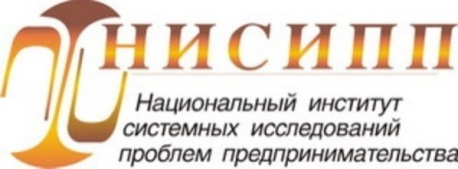 НИСИПП
Национальный институт
системных исследований
проблем предпринимательства